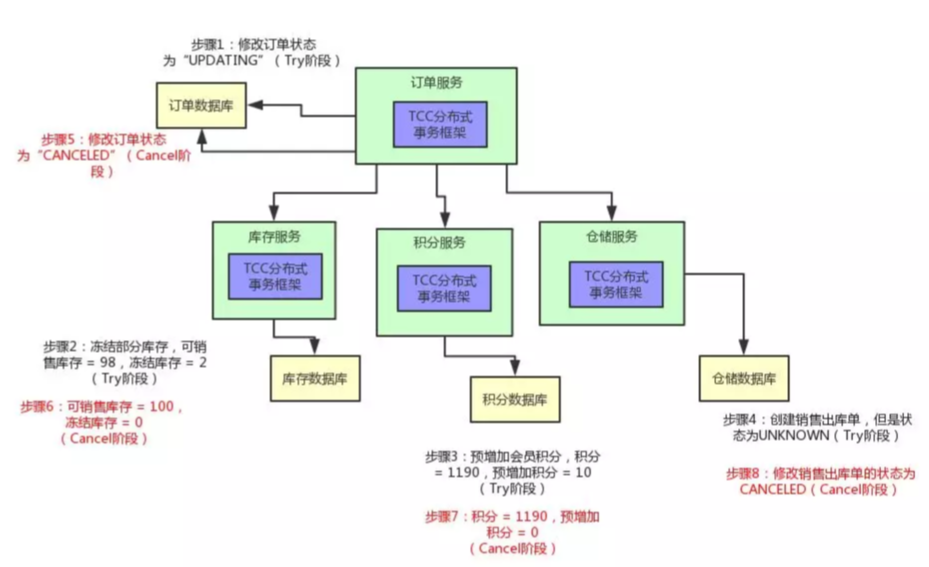 步骤1：修改订单状态
为“UPDATING”（Try阶段）
订单服务
订单数据库
TCC分布式
事务框架
步骤5：修改订单状态
为“CANCELED”（Cancel阶
段）
库存服务
TCC分布式
事务框架
积分服务
TCC分布式
事务框架
仓储服务
TCC分布式
事务框架
步骤2：冻结部分库存，可销
售库存 = 98，冻结库存 = 2
（Try阶段）
库存数据库
步骤6：可销售库存 = 100，
冻结库存 = 0
（Cancel阶段）
积分数据库
仓储数据库
步骤4：创建销售出库单，但是状
态为UNKNOWN（Try阶段）
步骤3：预增加会员积分，积分
= 1190，预增加积分 = 10
（Try阶段）
步骤8：修改销售出库单的状态为
CANCELED（Cancel阶段）
步骤7：积分 = 1190，预增加
积分 = 0
（Cancel阶段）